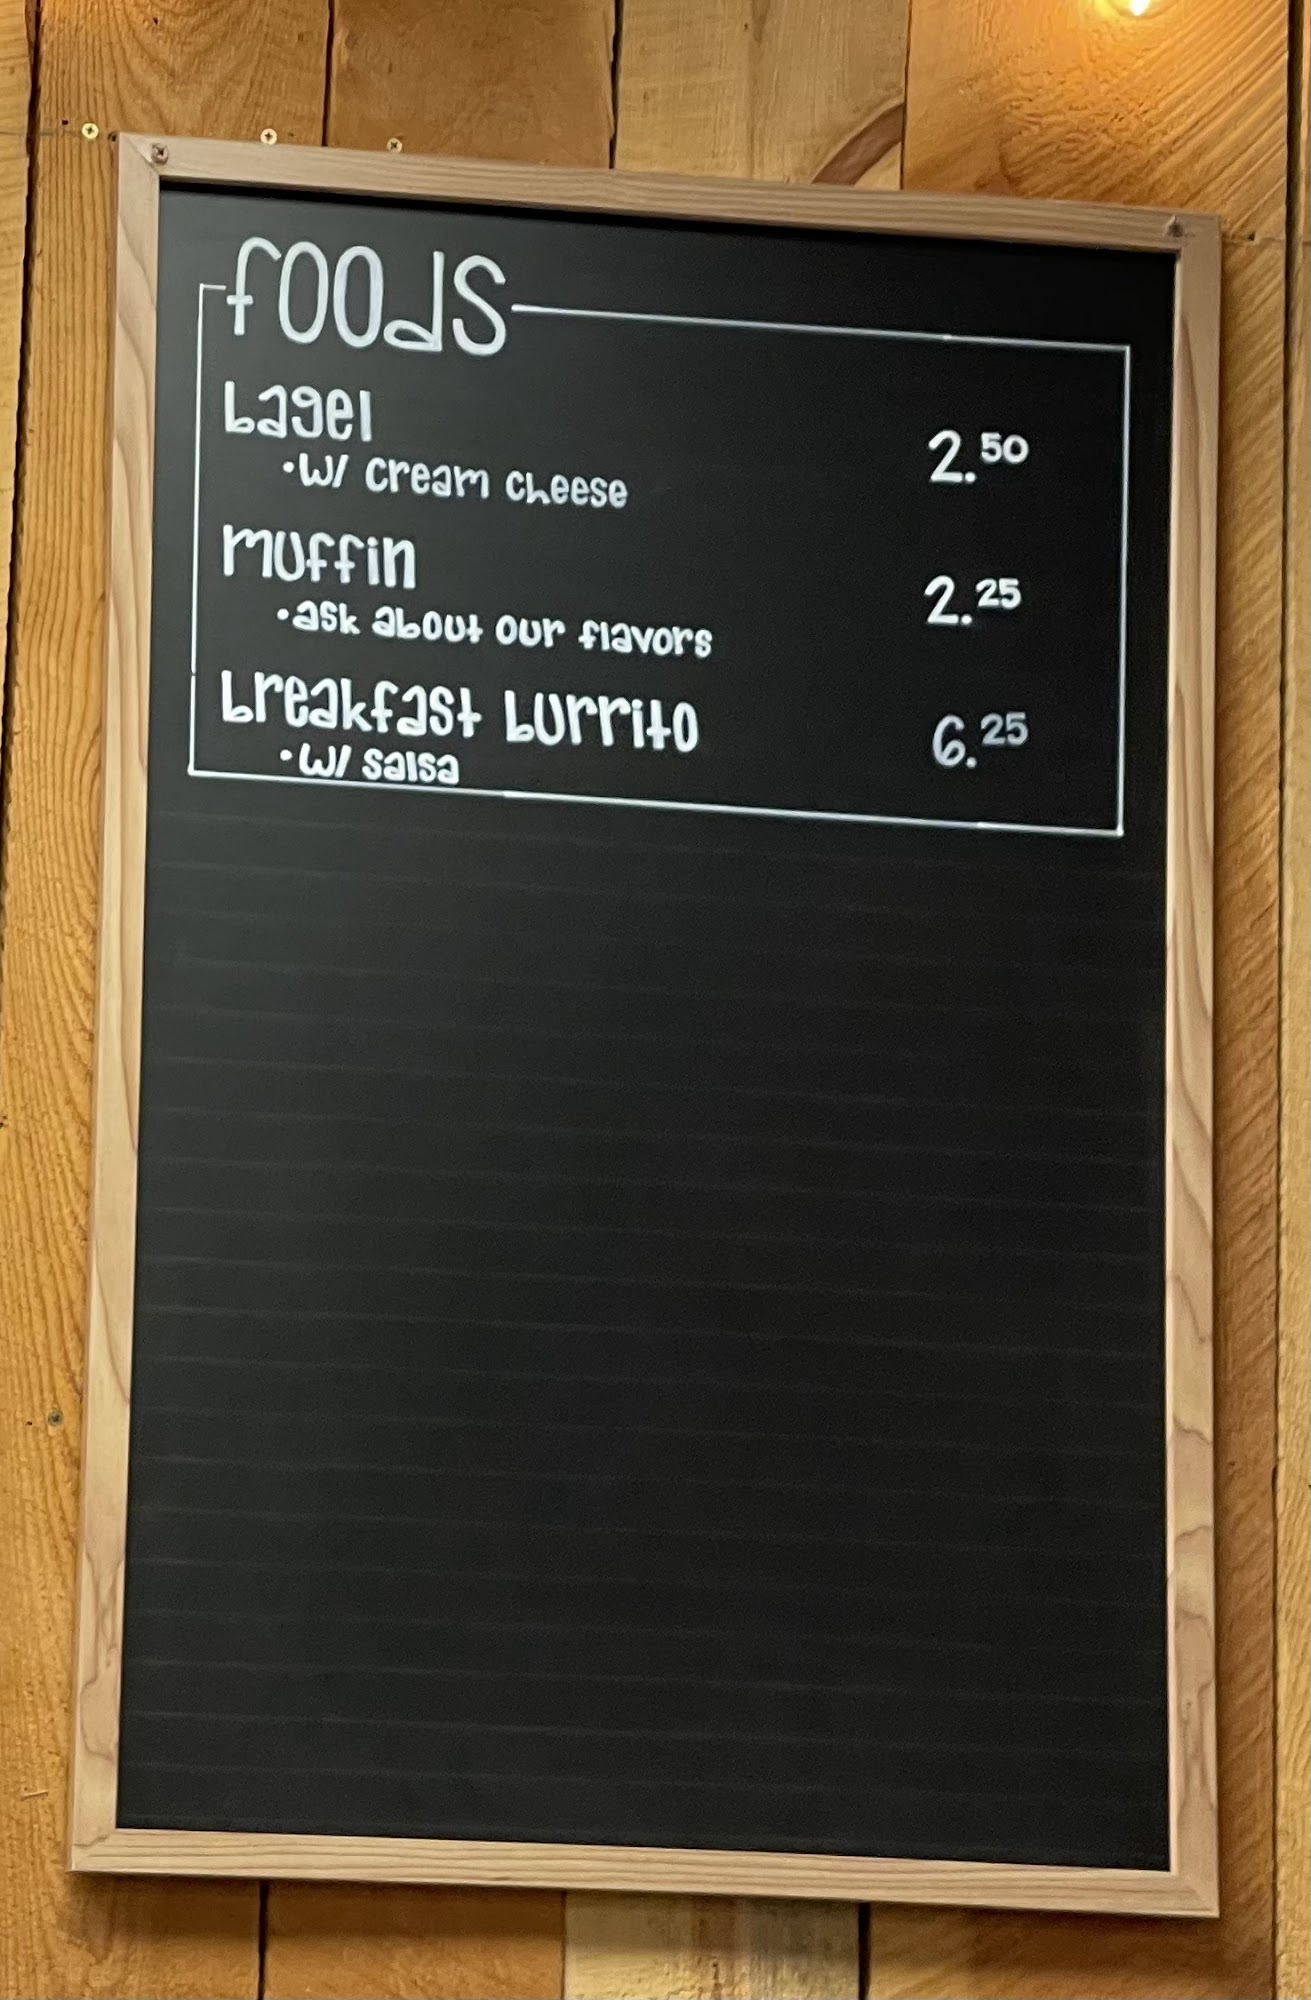 foods
bagel
2.50
•w/ cream cheese
muffin
2.25
•ask about our flavors
breakfast burrito
6.25
•w/ salsa